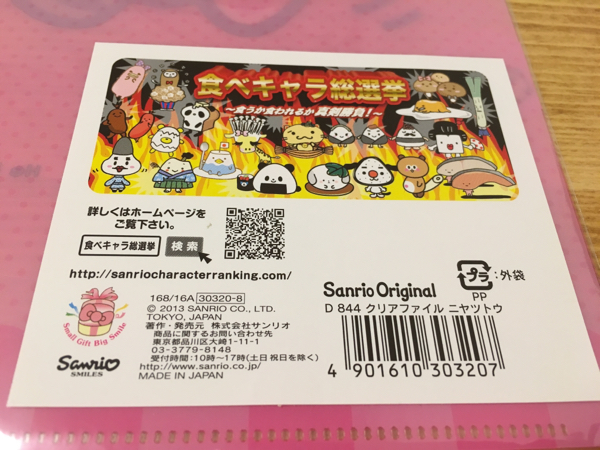 食べキャラ総選挙
〜食うか食われるか 真剣勝負!〜
詳しくはホームページを
ご覧下さい。
食べキャラ総選挙 検索
http://sanriocharacterranking.com/
168/16A 30320-8
© 2013 SANRIO CO., LTD.
TOKYO, JAPAN
著作・発売元 株式会社サンリオ
商品に関するお問い合わせ先
東京都品川区大崎1-11-1
03-3779-8148
受付時間:10時〜17時(土日祝日を除く)
http://www.sanrio.co.jp/
MADE IN JAPAN
Small Gift Big Smile
Sanrio
SMILES
プラ
:外袋
PP
Sanrio Original
D 844 クリアファイル ニヤツトウ
4 901610 303207